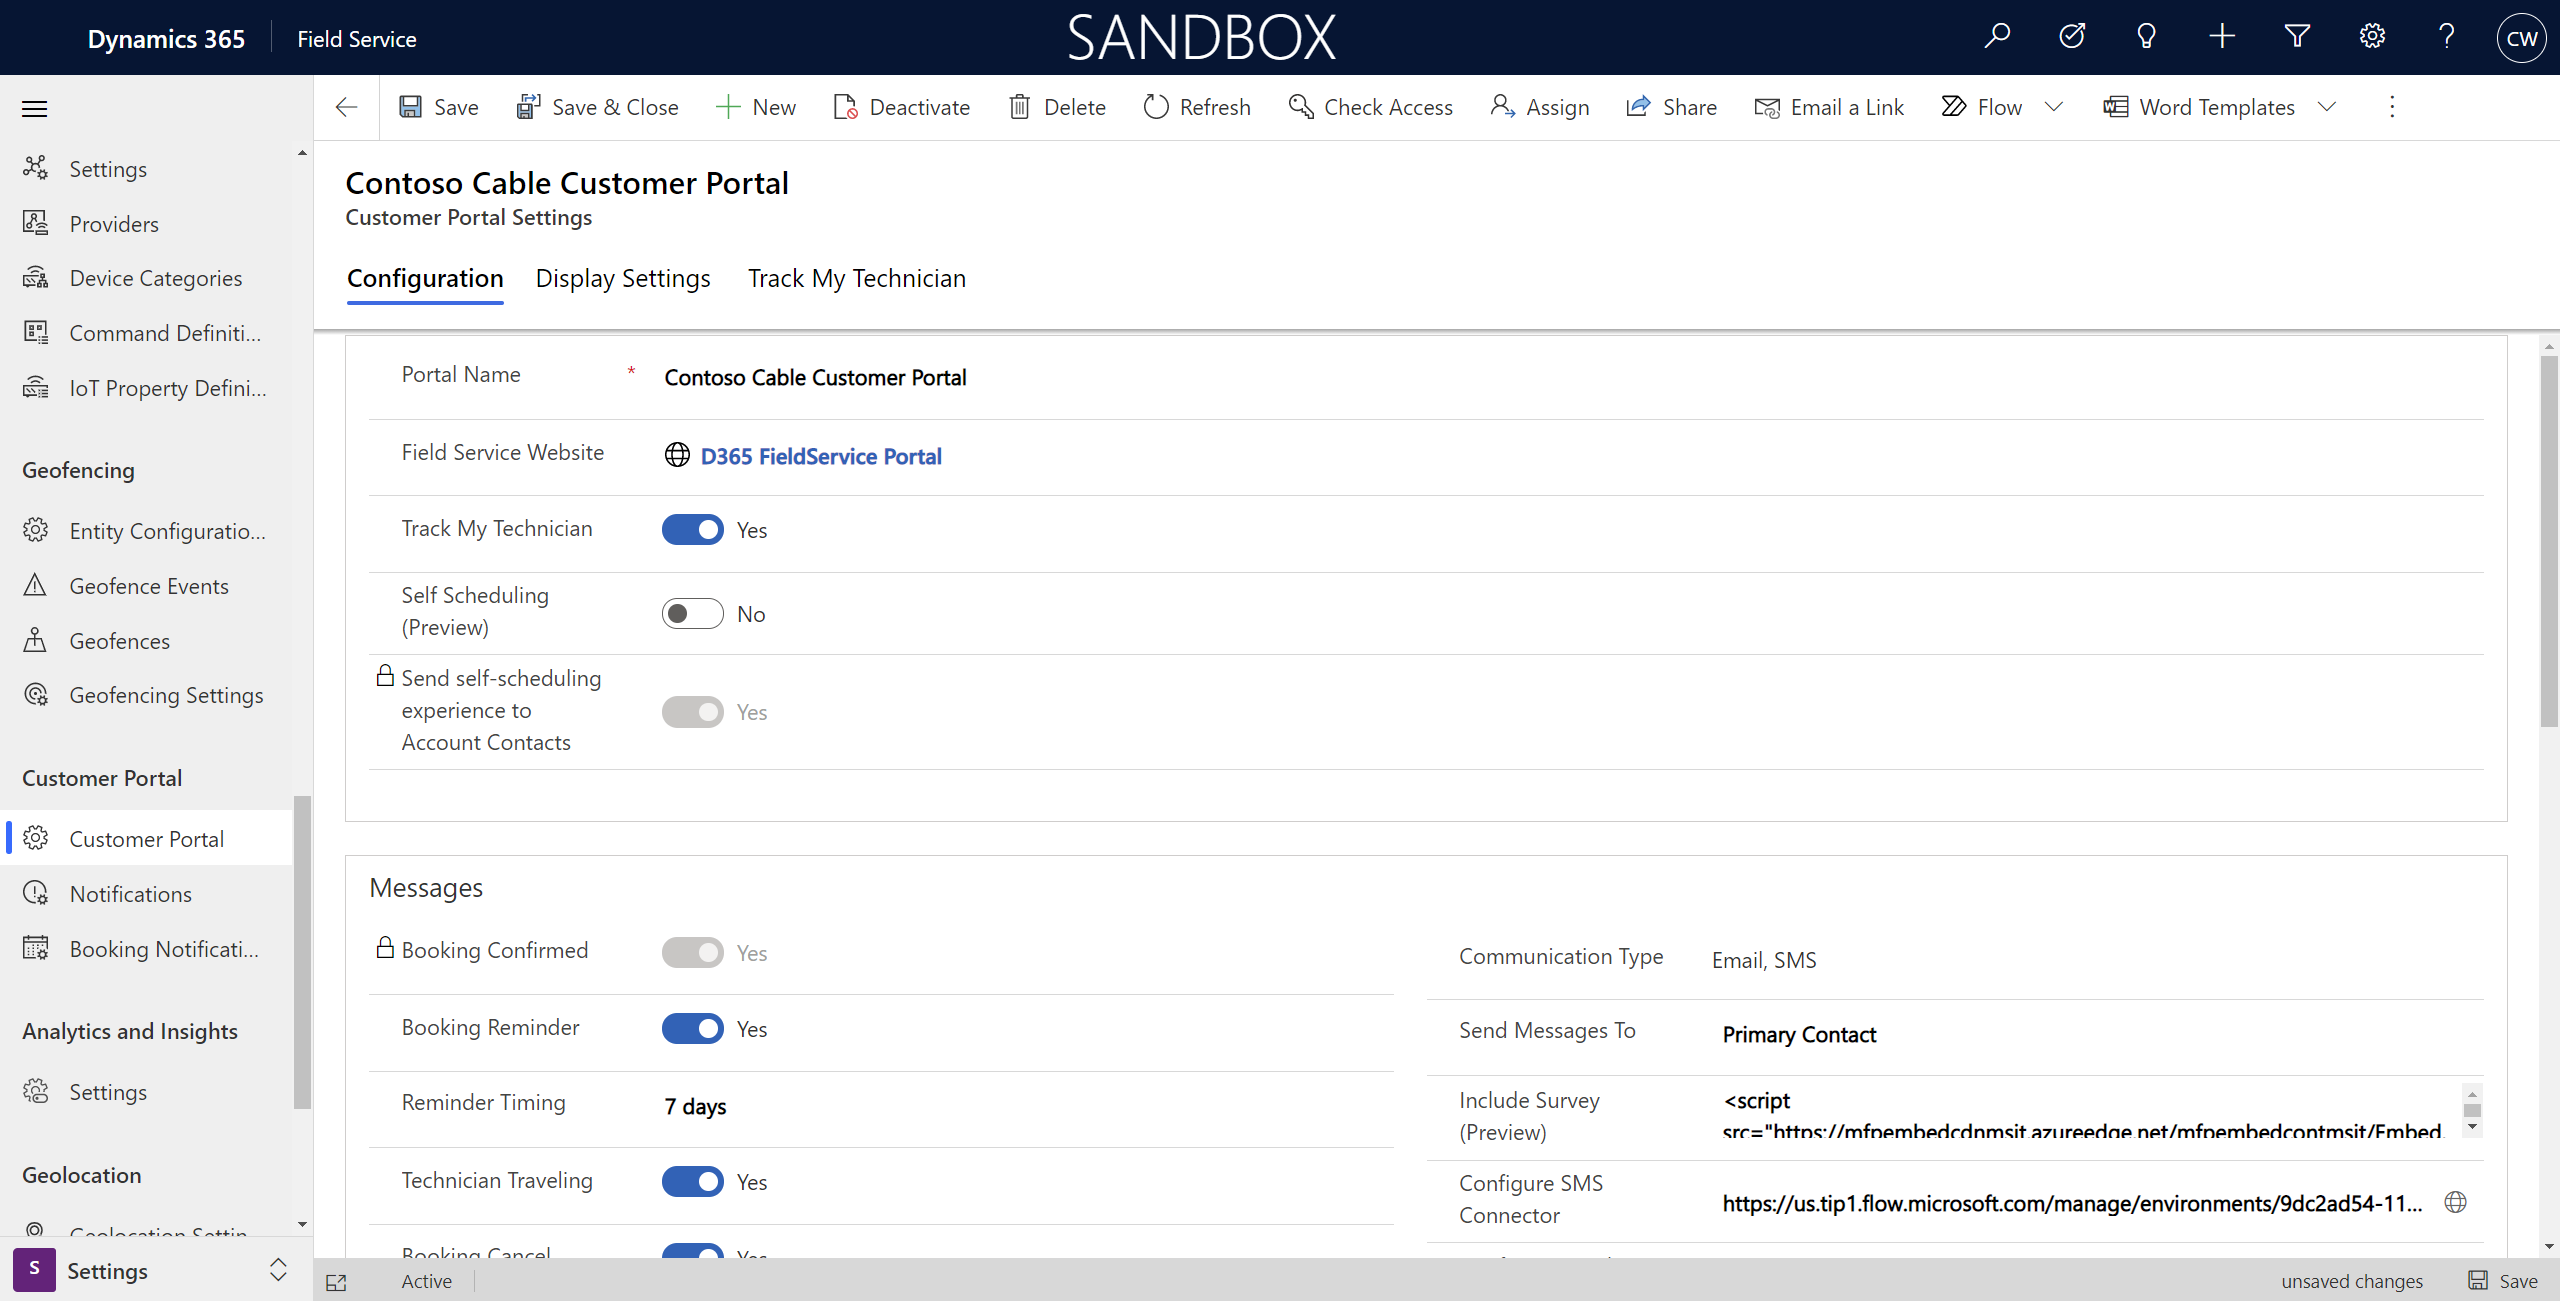 Dynamics 365
Field Service
SANDBOX
CW
Save
Save & Close
New
Deactivate
Delete
Refresh
Check Access
Assign
Share
Email a Link
Flow
Word Templates
Settings
Providers
Device Categories
Command Definiti...
IoT Property Defini...
Geofencing
Entity Configuratio...
Geofence Events
Geofences
Geofencing Settings
Customer Portal
Customer Portal
Notifications
Booking Notificati...
Analytics and Insights
Settings
Geolocation
Geolocation Settin
S
Settings
Contoso Cable Customer Portal
Customer Portal Settings
Configuration
Display Settings
Track My Technician
Portal Name
*
Contoso Cable Customer Portal
Field Service Website
D365 FieldService Portal
Track My Technician
Yes
Self Scheduling
(Preview)
No
Send self-scheduling
experience to
Account Contacts
Yes
Messages
Booking Confirmed
Yes
Booking Reminder
Yes
Reminder Timing
7 days
Technician Traveling
Yes
Booking Cancel
Yes
Communication Type
Email, SMS
Send Messages To
Primary Contact
Include Survey
(Preview)
<script
src="https://mfpembedcdnmsit.azureedge.net/mfpembedcontmsit/Embed.
Configure SMS
Connector
https://us.tip1.flow.microsoft.com/manage/environments/9dc2ad54-11...
Active
unsaved changes
Save